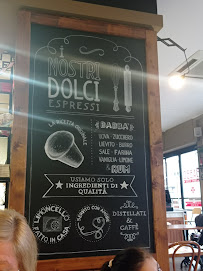 i
NOSTRI
DOLCI
ESPRESSI
LA RICETTA
BABBÀ
UOVA - ZUCCHERO
LIEVITO - BURRO
SALE - FARINA
VANIGLIA - LIMONE
& RUM
USIAMO SOLO
INGREDIENTI DI
QUALITÀ
LIMONCELLO
FATTO IN CASA
DISTILLATI
& CAFFÈ